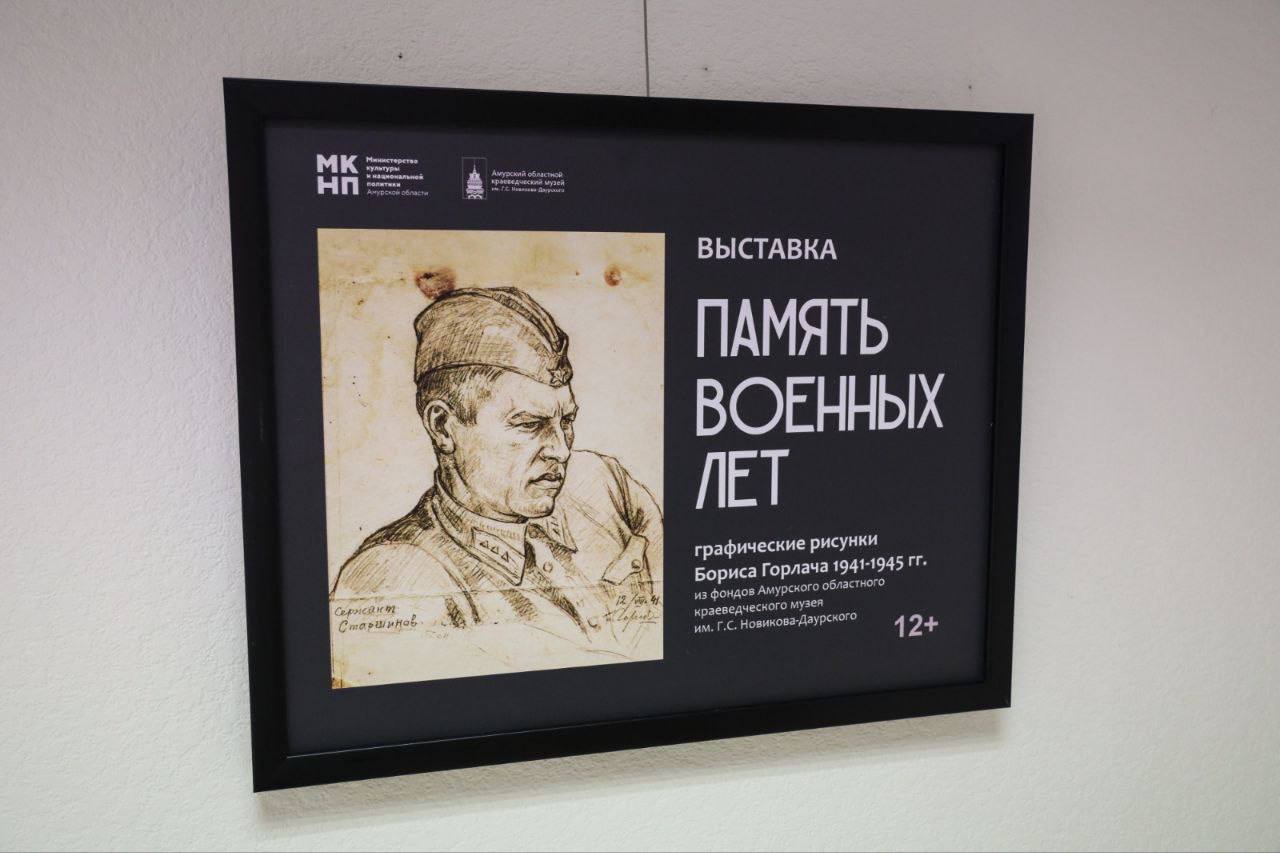 МК
НП
Министерство
культуры
и национальной
политики
Амурской области
Амурский областной
краеведческий музей
им. Г.С. Новикова-Даурского
ВЫСТАВКА
ПАМЯТЬ
ВОЕННЫХ
ЛЕТ
графические рисунки
Бориса Горлача 1941-1945 гг.
из фондов Амурского областного
краеведческого музея
им. Г.С. Новикова-Даурского
12+
Сержант
Старшинов